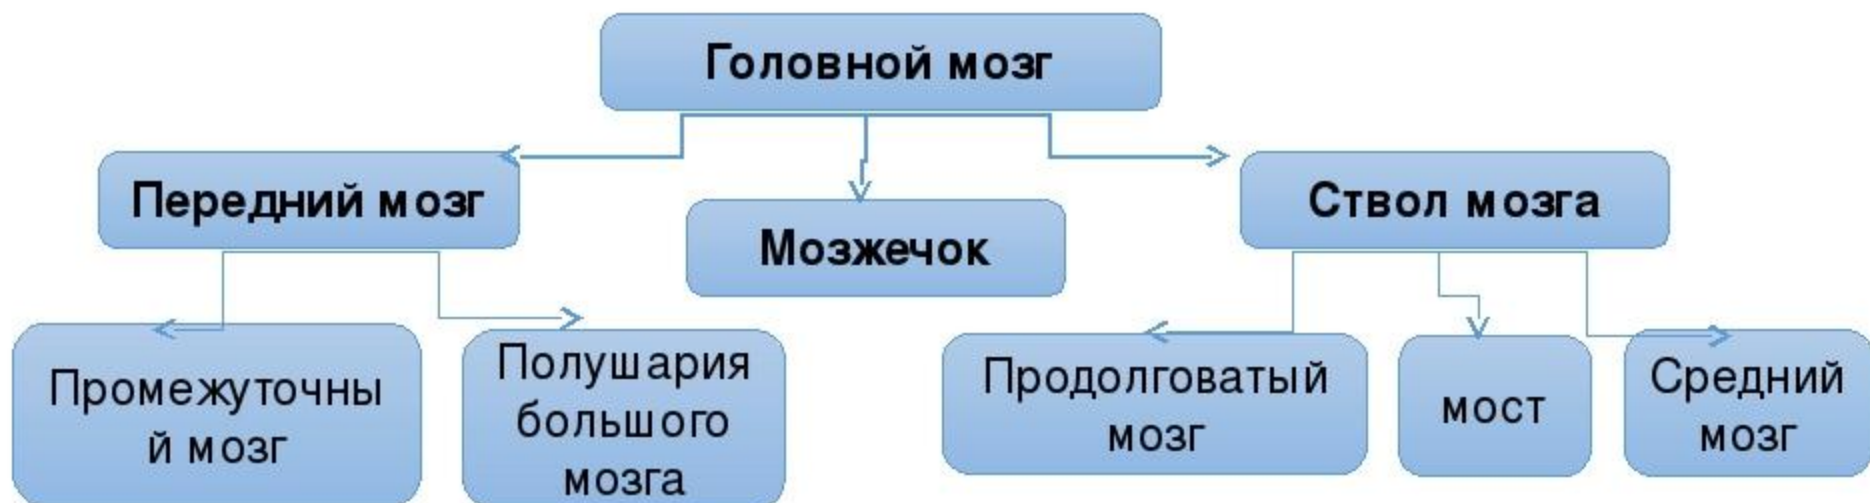 Головной мозг
Передний мозг
Мозжечок
Ствол мозга
Промежуточны
й мозг
Полушария
большого
мозга
Продолговатый
мозг
мост
Средний
мозг